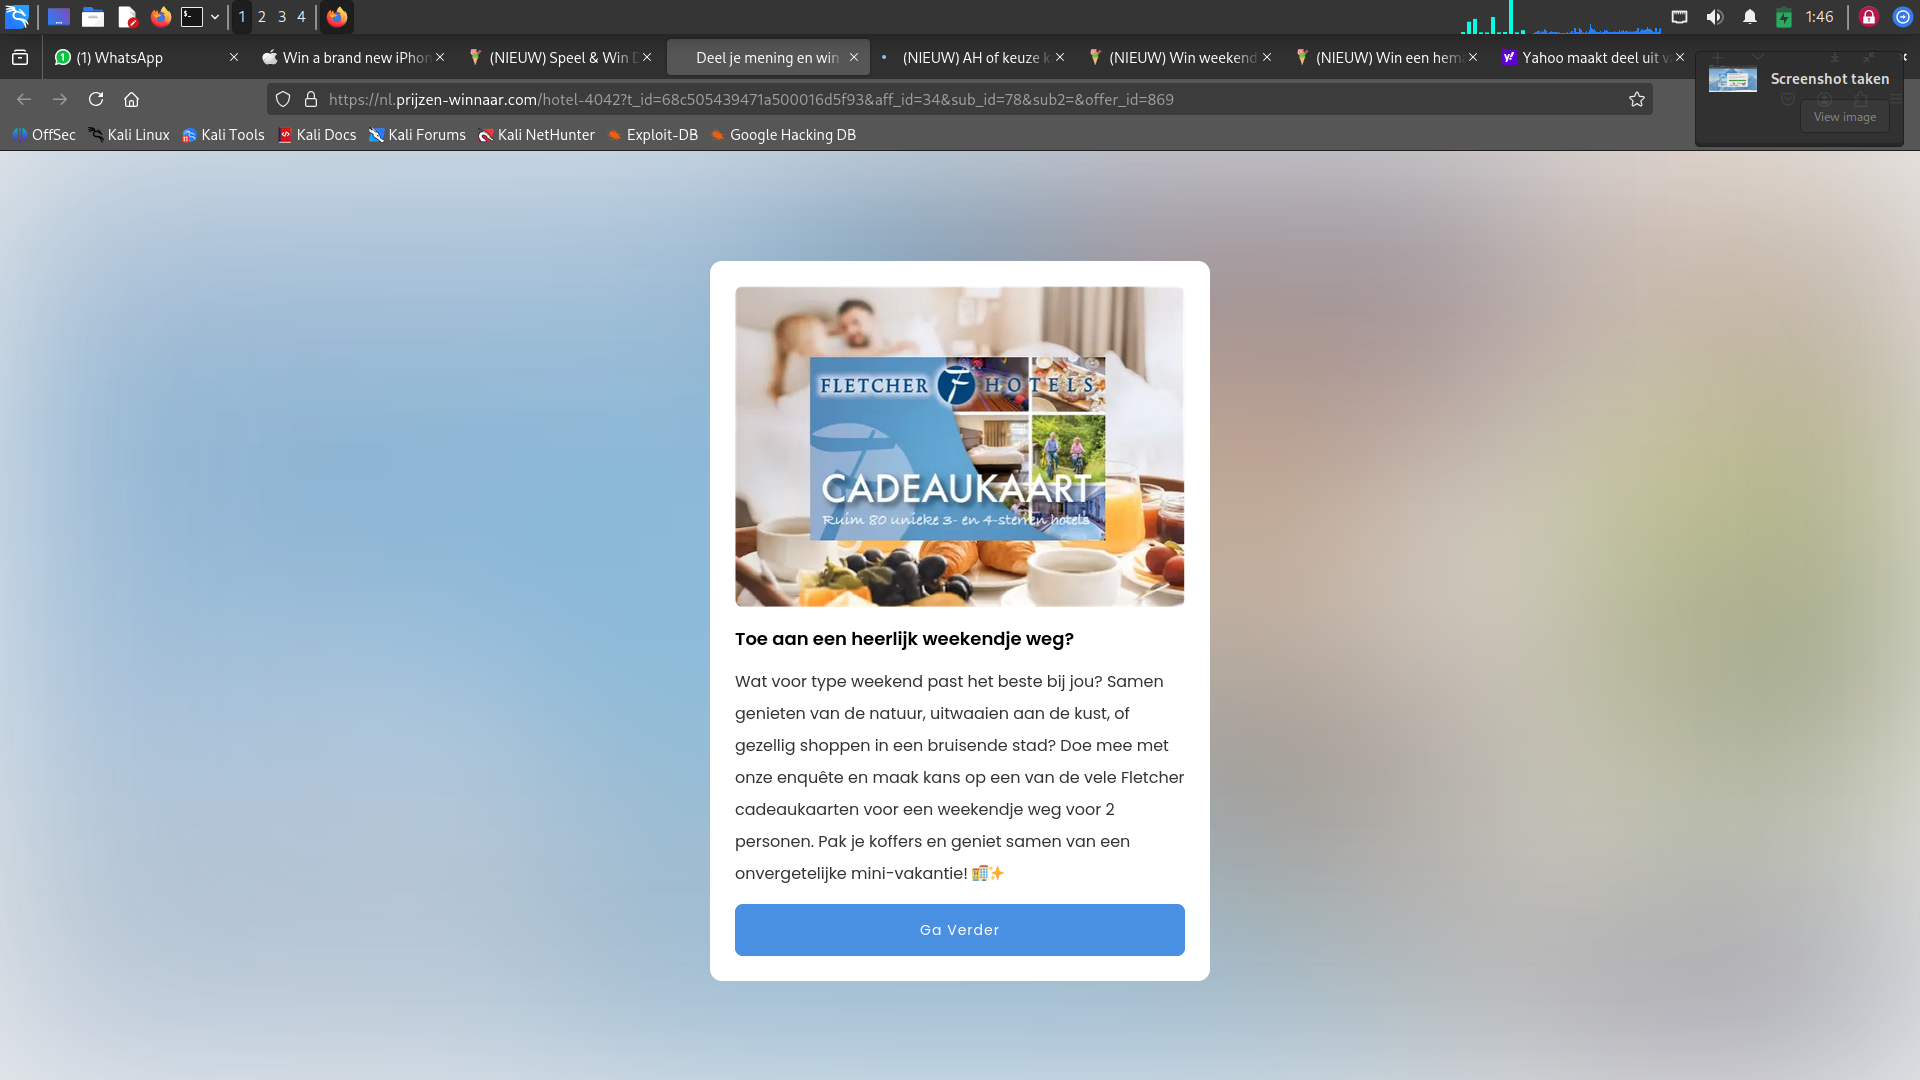 1 2 3 4 1:46
(1) WhatsApp Win a brand new iPhon (NIEUW) Speel & Win D Deel je mening en win (NIEUW) AH of keuze k (NIEUW) Win weekend (NIEUW) Win een hema Yahoo maakt deel uit v
Screenshot taken
https://nl.prijzen-winnaar.com/hotel-4042?t_id=68c505439471a500016d5f93&aff_id=34&sub_id=78&sub2=&offer_id=869
View image
OffSec Kali Linux Kali Tools Kali Docs Kali Forums Kali NetHunter Exploit-DB Google Hacking DB
FLETCHER F HOTELS
CADEAUKAART
Ruim 80 unieke 3- en 4-sterren hotels
Toe aan een heerlijk weekendje weg?
Wat voor type weekend past het beste bij jou? Samen
genieten van de natuur, uitwaaien aan de kust, of
gezellig shoppen in een bruisende stad? Doe mee met
onze enquête en maak kans op een van de vele Fletcher
cadeaukaarten voor een weekendje weg voor 2
personen. Pak je koffers en geniet samen van een
onvergetelijke mini-vakantie! 🏨✨
Ga Verder